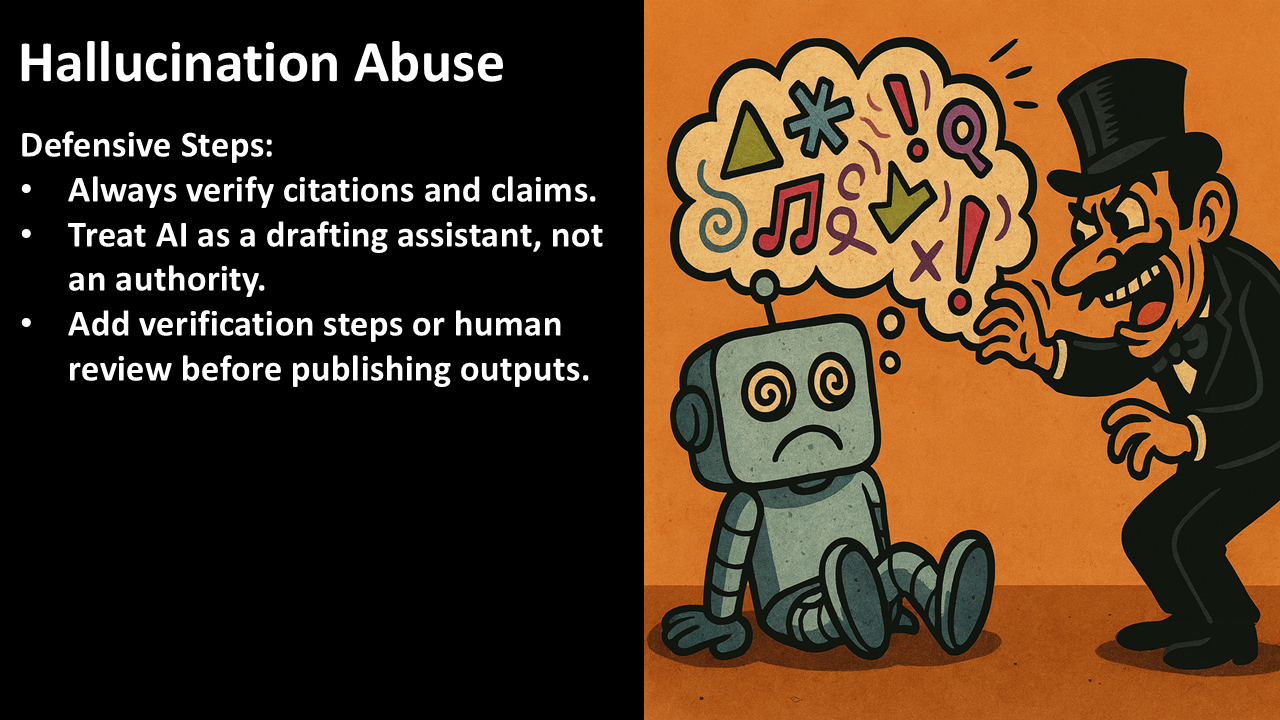 Hallucination Abuse
Defensive Steps:
• Always verify citations and claims.
• Treat AI as a drafting assistant, not
an authority.
• Add verification steps or human
review before publishing outputs.